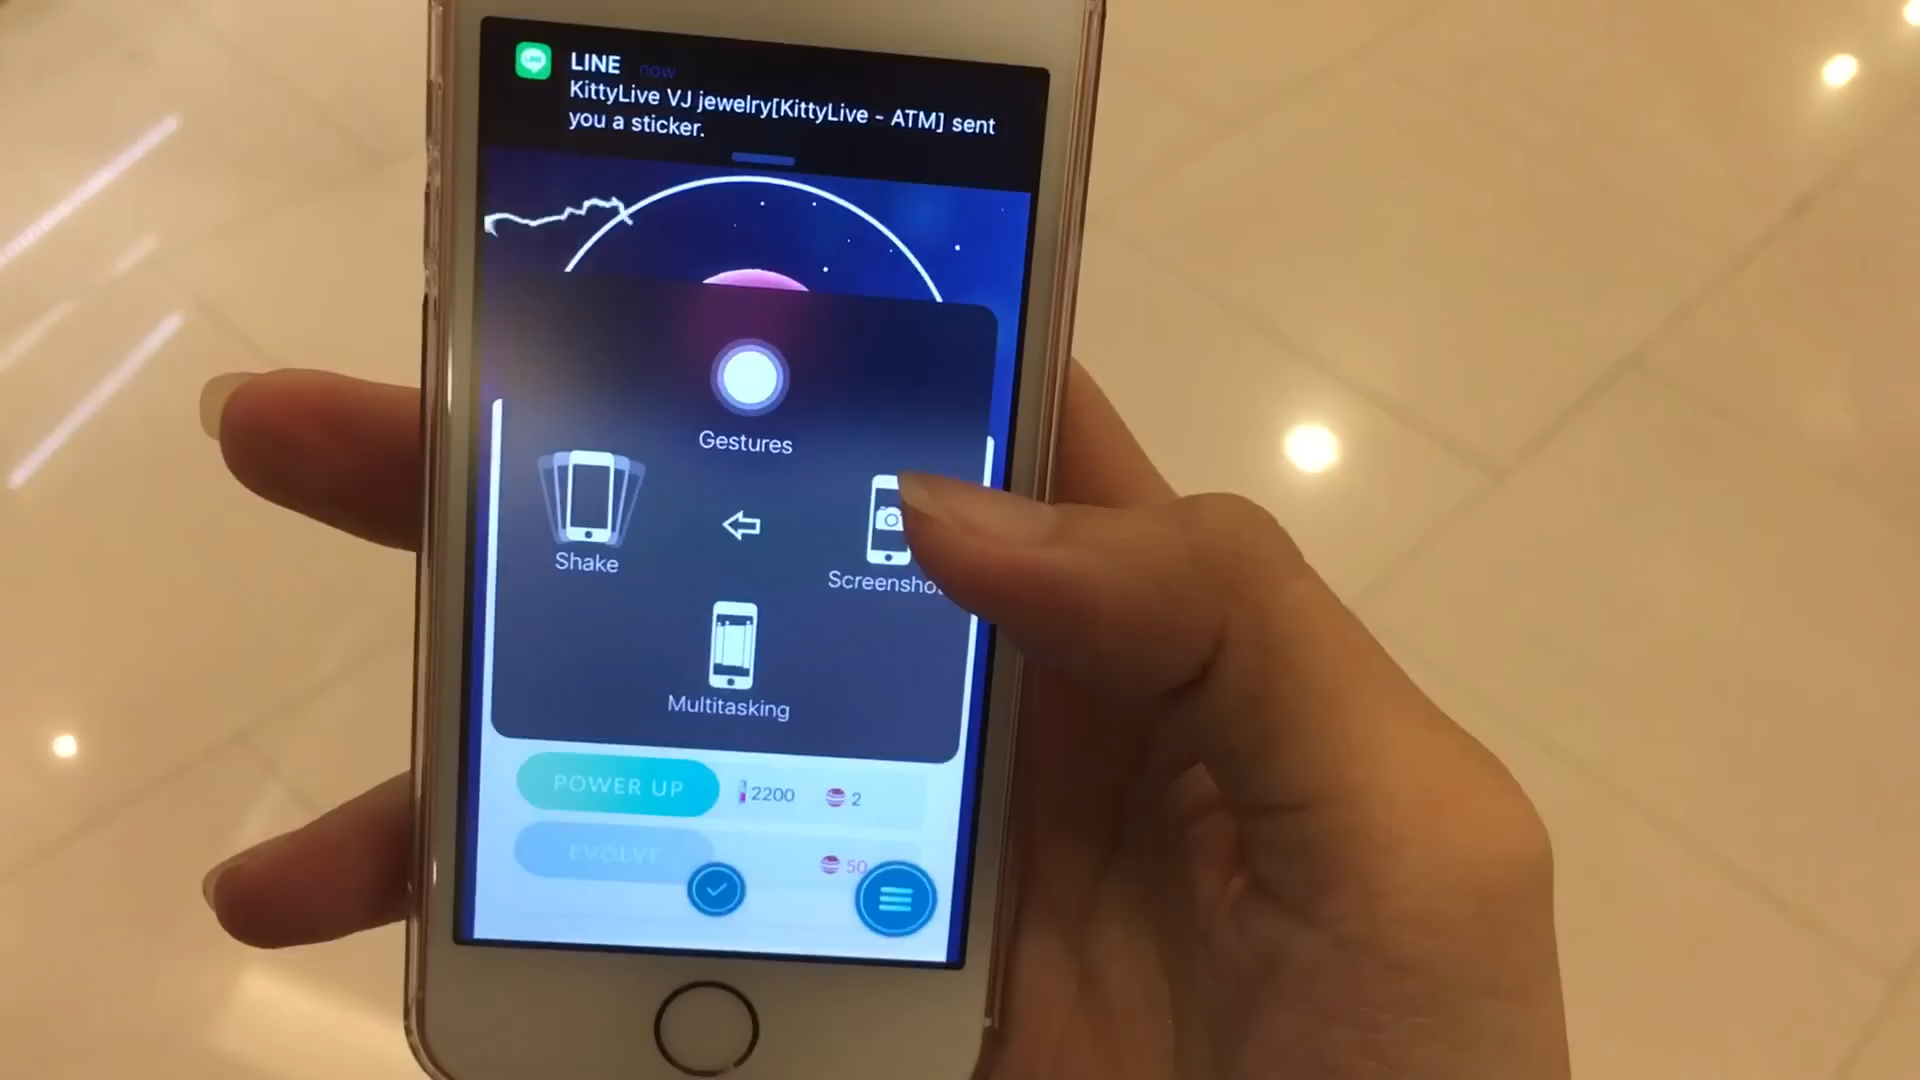 LINE now
KittyLive VJ jewelry[KittyLive - ATM] sent
you a sticker.
Gestures
Shake
Screensho
Multitasking
POWER UP 2200 2
EVOLVE 50